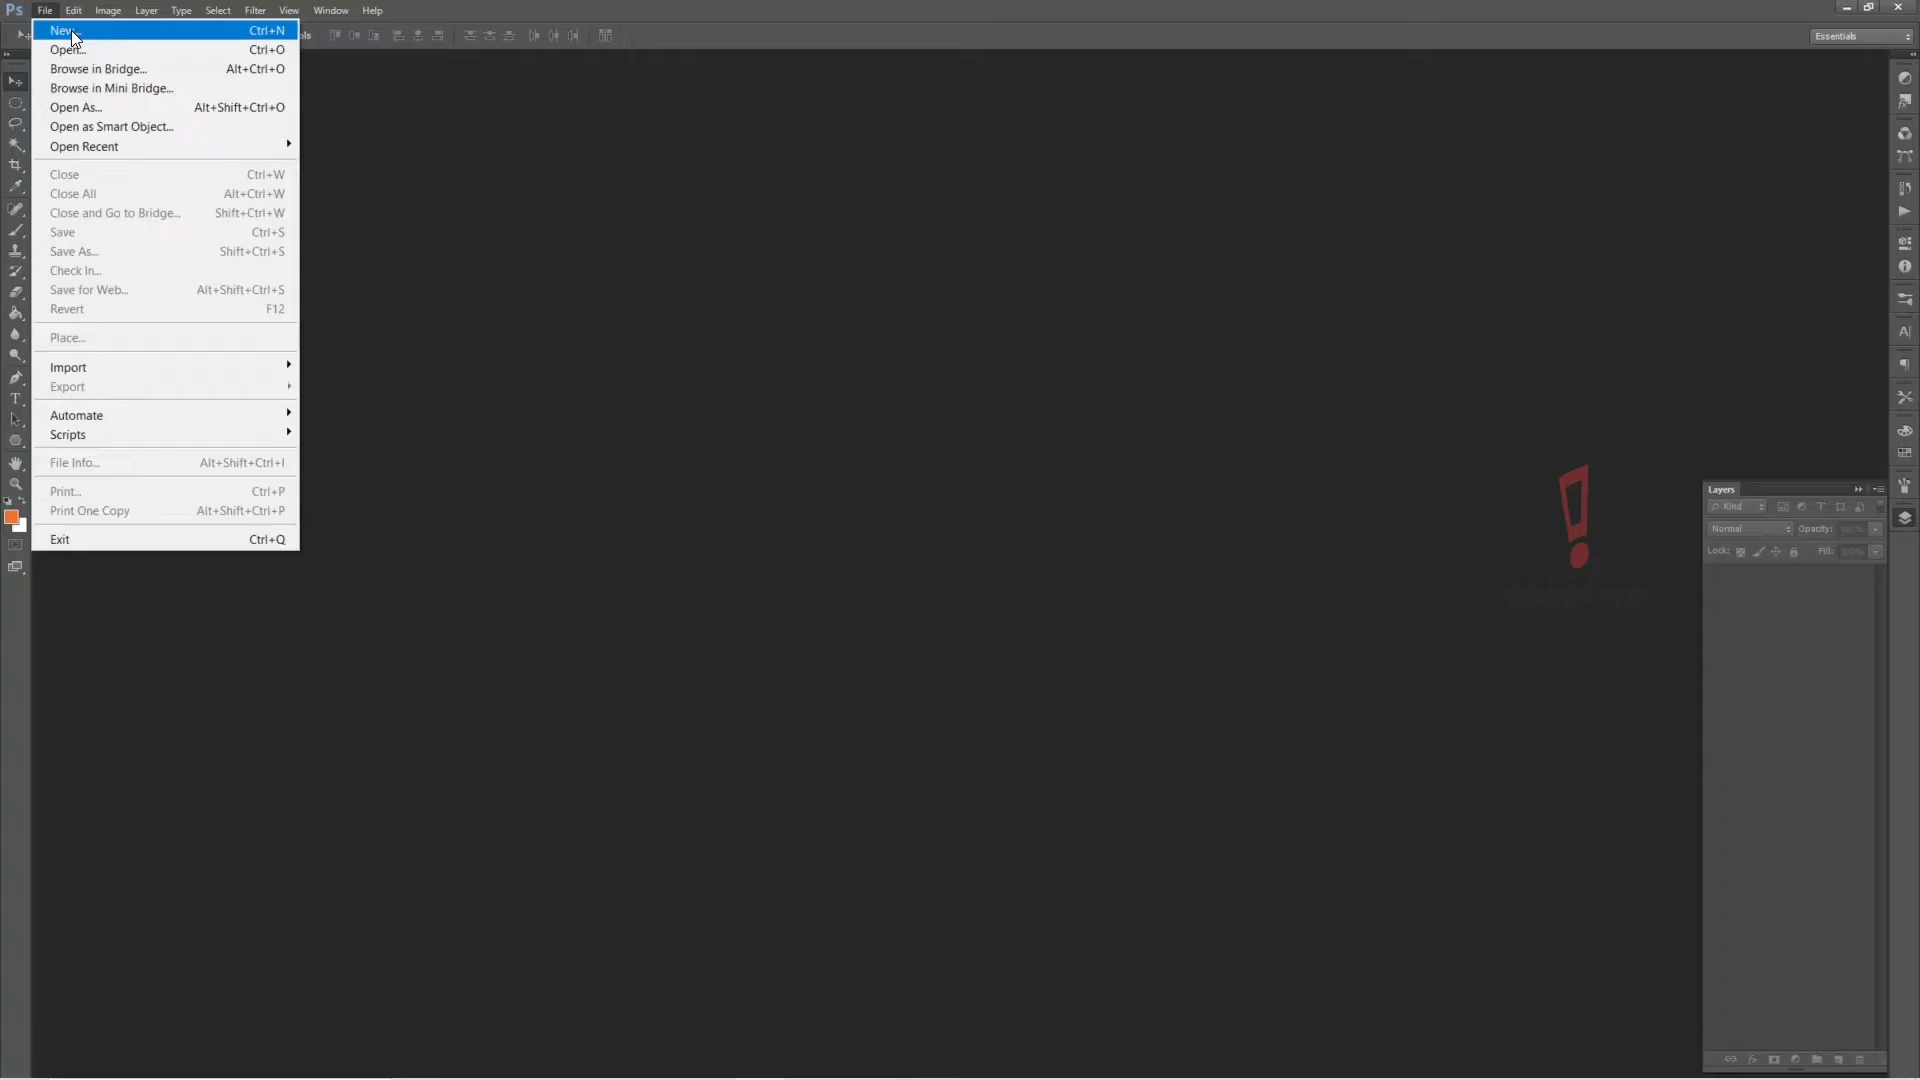 Ps File Edit Image Layer Type Select Filter View Window Help
Essentials
New... Ctrl+N
Open... Ctrl+O
Browse in Bridge... Alt+Ctrl+O
Browse in Mini Bridge...
Open As... Alt+Shift+Ctrl+O
Open as Smart Object...
Open Recent
Close Ctrl+W
Close All Alt+Ctrl+W
Close and Go to Bridge... Shift+Ctrl+W
Save Ctrl+S
Save As... Shift+Ctrl+S
Check In...
Save for Web... Alt+Shift+Ctrl+S
Revert F12
Place...
Import
Export
Automate
Scripts
File Info... Alt+Shift+Ctrl+I
Print... Ctrl+P
Print One Copy Alt+Shift+Ctrl+P
Exit Ctrl+Q
Layers
Kind
Normal Opacity: 100%
Lock: Fill: 100%